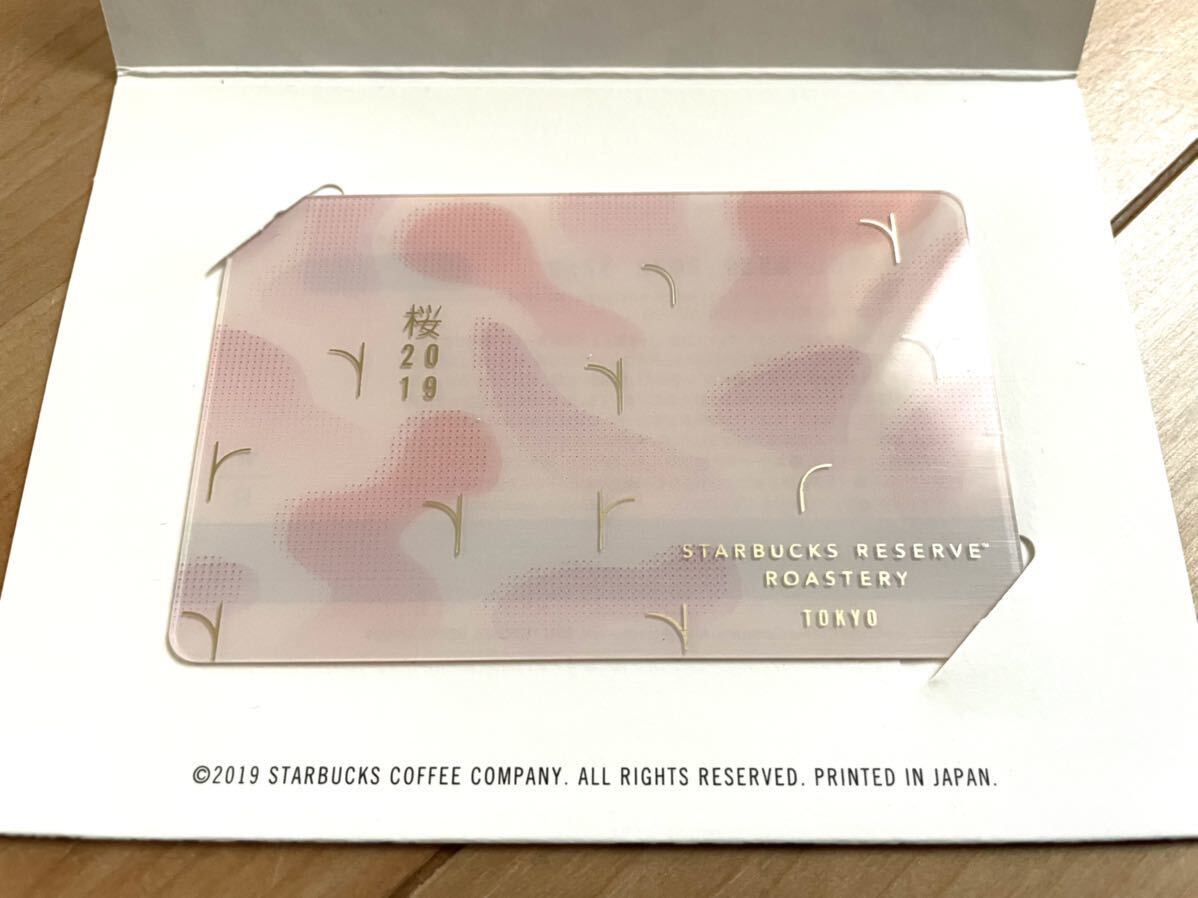 桜
20
19
STARBUCKS RESERVE™
ROASTERY
TOKYO
©2019 STARBUCKS COFFEE COMPANY. ALL RIGHTS RESERVED. PRINTED IN JAPAN.